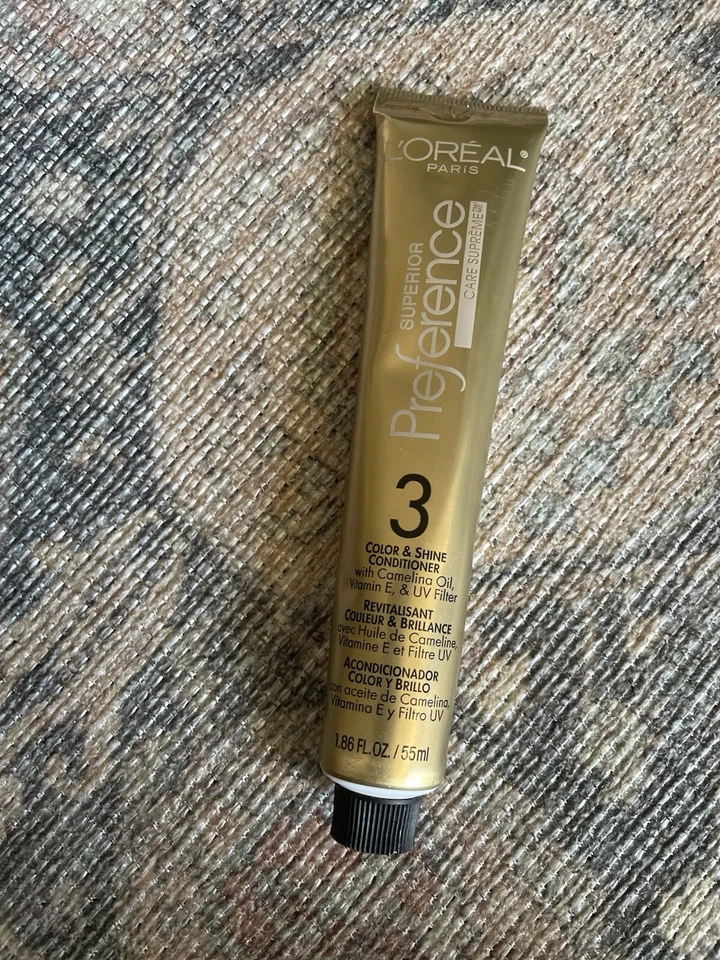 L'ORÉAL®
PARIS
SUPERIOR
Preference
CARE SUPRÊME
3
COLOR & SHINE
CONDITIONER
with Camelina Oil,
Vitamin E, & UV Filter
REVITALISANT
COULEUR & BRILLANCE
avec Huile de Cameline,
Vitamine E et Filtre UV
ACONDICIONADOR
COLOR Y BRILLO
con aceite de Camelina,
Vitamina E y Filtro UV
1.86 FL.OZ. / 55ml